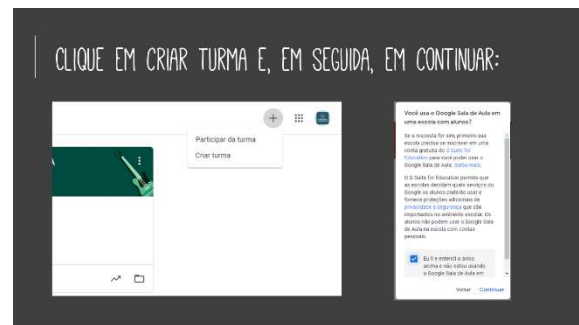 CLIQUE EM CRIAR TURMA E, EM SEGUIDA, EM CONTINUAR:
Participar da turma
Criar turma
A
Você usa o Google Sala de Aula em
uma escola com alunos?
Se a resposta for sim, primeiro sua
escola precisa se inscrever em uma
conta gratuita do G Suite for
Education para você poder usar o
Google Sala de Aula. Saiba mais.
O G Suite for Education permite que
as escolas decidam quais serviços do
Google os alunos poderão usar e
fornece proteções adicionais de
privacidade e segurança que são
importantes no ambiente escolar. Os
alunos não podem usar o Google Sala
de Aula na escola com contas
pessoais.
Eu li e entendi o aviso
acima e não estou usando
o Google Sala de Aula em
Voltar Continuar